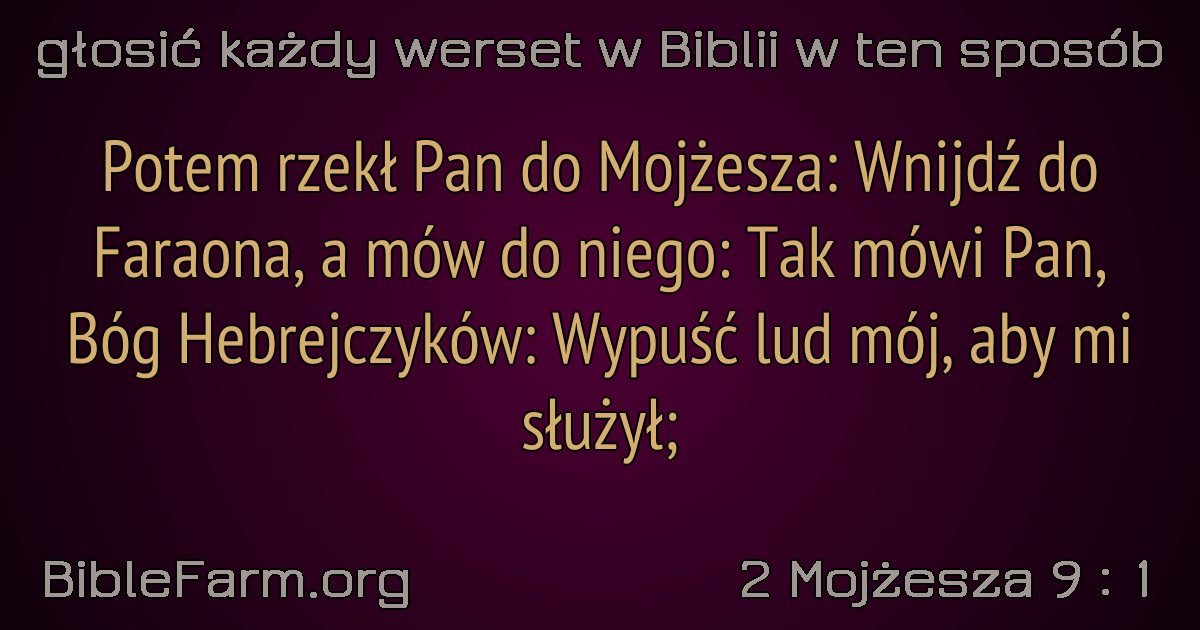 głosić każdy werset w Biblii w ten sposób
Potem rzekł Pan do Mojżesza: Wnijdź do
Faraona, a mów do niego: Tak mówi Pan,
Bóg Hebrejczyków: Wypuść lud mój, aby mi
służył;
BibleFarm.org
2 Mojżesza 9 : 1